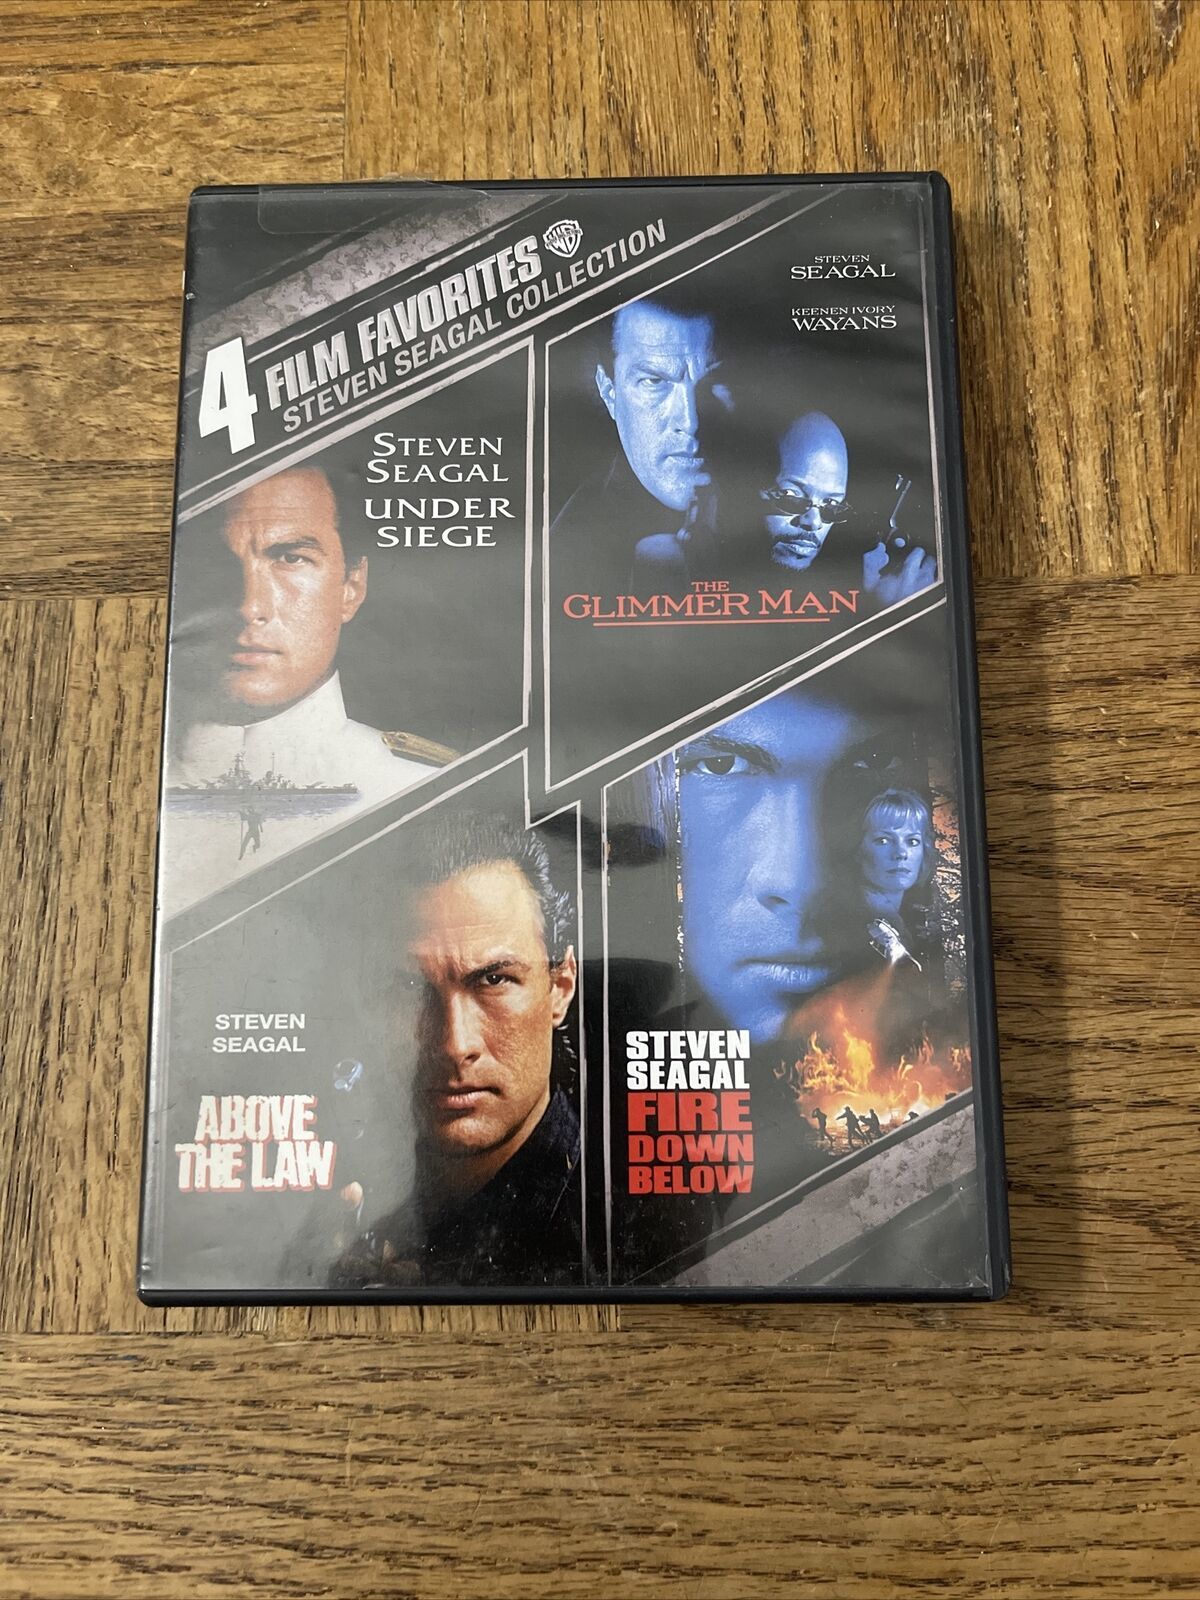 4 FILM FAVORITES WB
STEVEN SEAGAL COLLECTION
STEVEN
SEAGAL
UNDER
SIEGE
STEVEN
SEAGAL
KEENEN IVORY
WAYANS
THE
GLIMMER MAN
STEVEN
SEAGAL
ABOVE
THE LAW
STEVEN
SEAGAL
FIRE
DOWN
BELOW